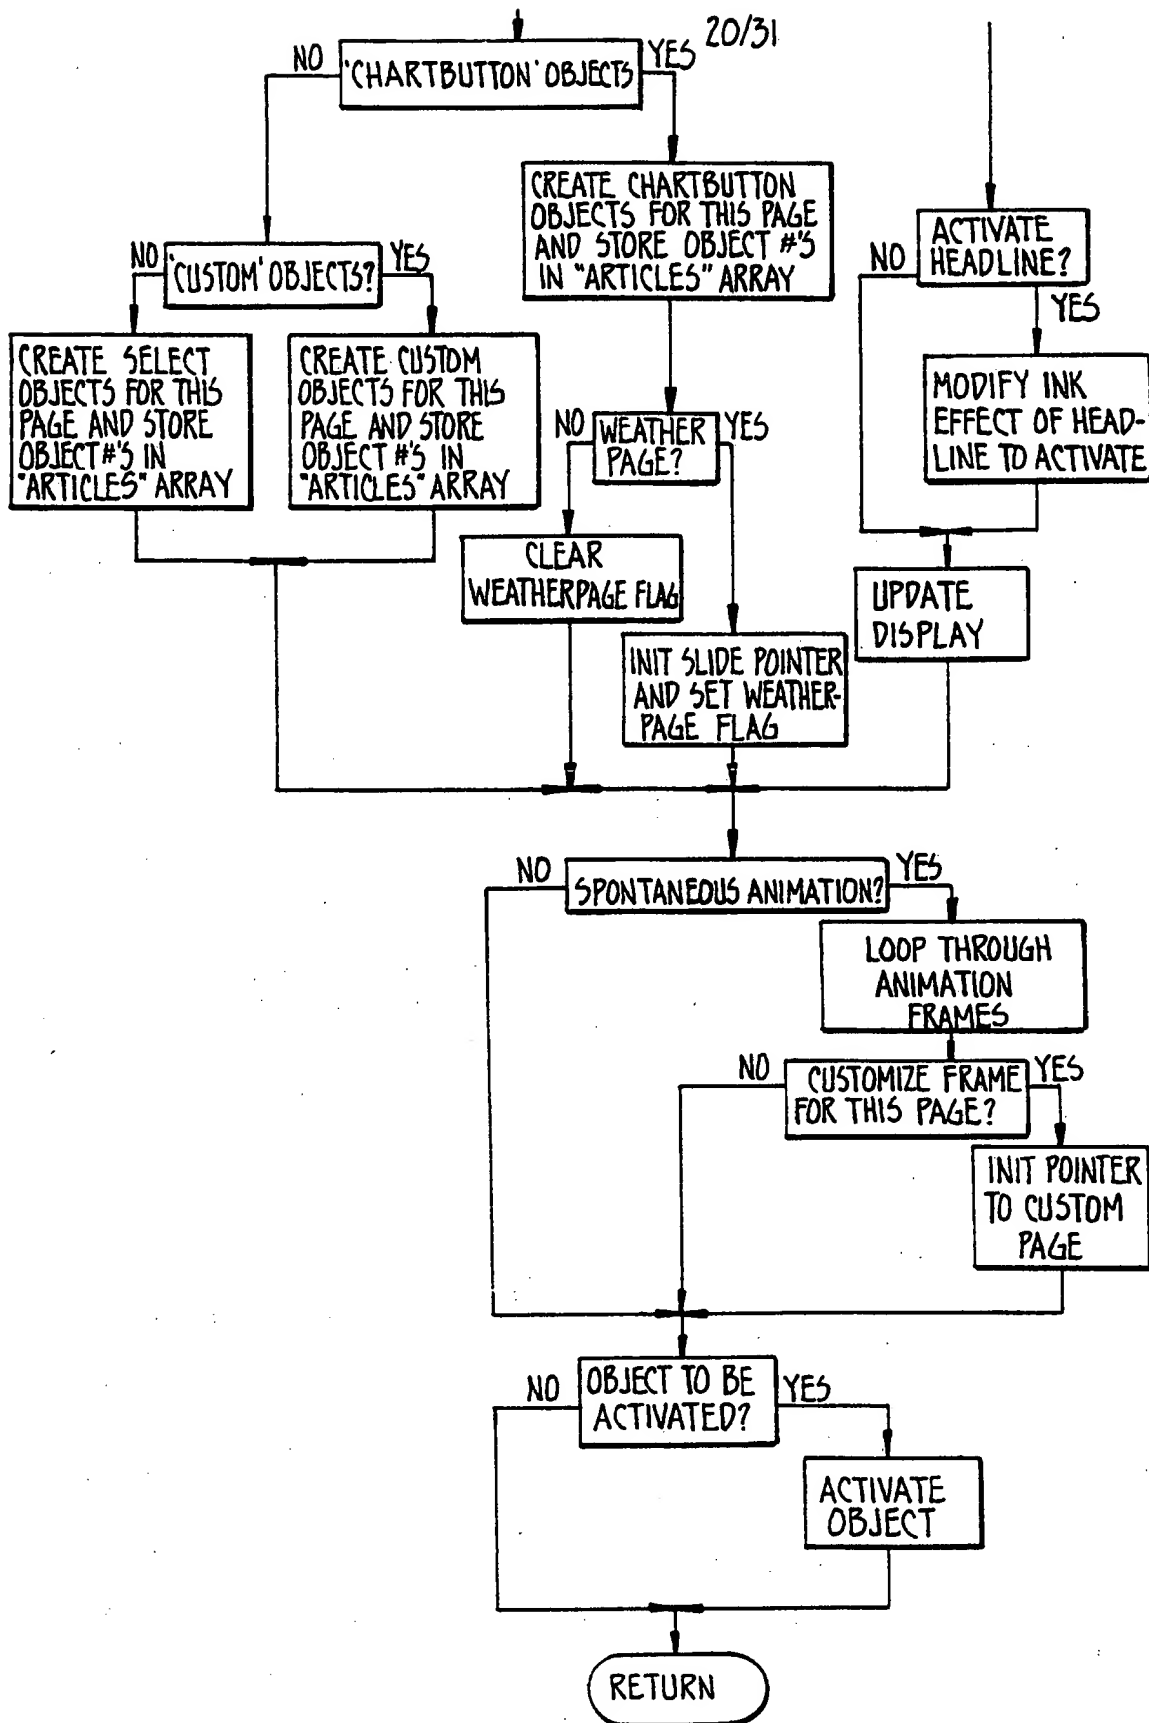 20/31
NO
'CHARTBUTTON' OBJECTS
YES
CREATE CHARTBUTTON
OBJECTS FOR THIS PAGE
AND STORE OBJECT #'S
IN "ARTICLES" ARRAY
NO
'CUSTOM' OBJECTS?
YES
CREATE SELECT
OBJECTS FOR THIS
PAGE AND STORE
OBJECT #'S IN
"ARTICLES" ARRAY
CREATE CUSTOM
OBJECTS FOR THIS
PAGE AND STORE
OBJECT #'S IN
"ARTICLES" ARRAY
NO
WEATHER
PAGE?
YES
CLEAR
WEATHERPAGE FLAG
INIT SLIDE POINTER
AND SET WEATHER-
PAGE FLAG
NO
ACTIVATE
HEADLINE?
YES
MODIFY INK
EFFECT OF HEAD-
LINE TO ACTIVATE
UPDATE
DISPLAY
NO
SPONTANEOUS ANIMATION?
YES
LOOP THROUGH
ANIMATION
FRAMES
NO
CUSTOMIZE FRAME
FOR THIS PAGE?
YES
INIT POINTER
TO CUSTOM
PAGE
NO
OBJECT TO BE
ACTIVATED?
YES
ACTIVATE
OBJECT
RETURN